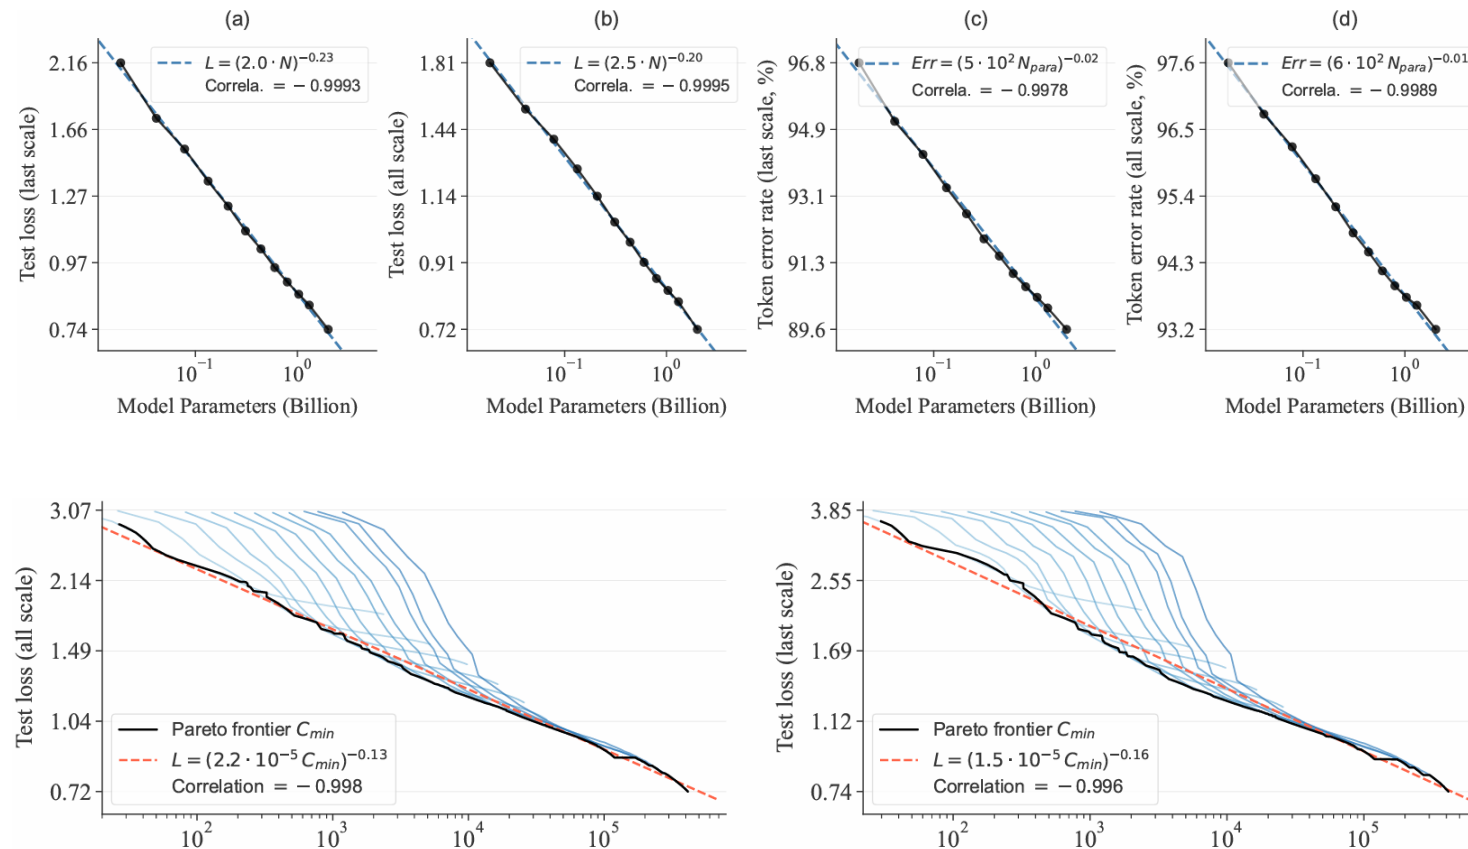 (a)
(b)
(c)
(d)
2.16
1.66
1.27
0.97
0.74
Test loss (last scale)
L = (2.0 · N)^−0.23
Correla. = − 0.9993
10^−1
10^0
Model Parameters (Billion)
1.81
1.44
1.14
0.91
0.72
Test loss (all scale)
L = (2.5 · N)^−0.20
Correla. = − 0.9995
10^−1
10^0
Model Parameters (Billion)
96.8
94.9
93.1
91.3
89.6
Token error rate (last scale, %)
Err = (5 · 10^2 N_para)^−0.02
Correla. = − 0.9978
10^−1
10^0
Model Parameters (Billion)
97.6
96.5
95.4
94.3
93.2
Token error rate (all scale, %)
Err = (6 · 10^2 N_para)^−0.01
Correla. = − 0.9989
10^−1
10^0
Model Parameters (Billion)
3.07
2.14
1.49
1.04
0.72
Test loss (all scale)
Pareto frontier C_min
L = (2.2 · 10^−5 C_min)^−0.13
Correlation = − 0.998
10^2
10^3
10^4
10^5
3.85
2.55
1.69
1.12
0.74
Test loss (last scale)
Pareto frontier C_min
L = (1.5 · 10^−5 C_min)^−0.16
Correlation = − 0.996
10^2
10^3
10^4
10^5